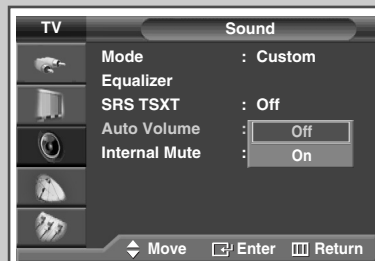 TV Sound
Mode : Custom
Equalizer
SRS TSXT : Off
Auto Volume : Off
Internal Mute : On
Move Enter Return